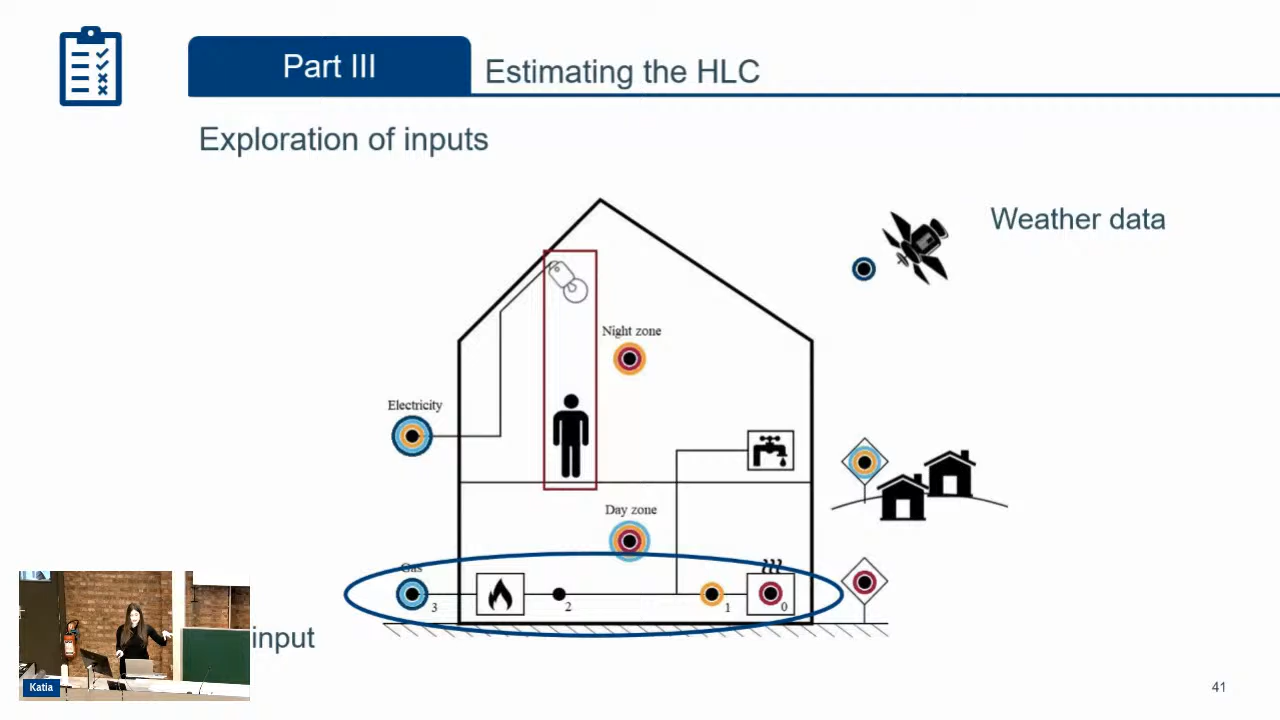 Part III
Estimating the HLC
Exploration of inputs
Weather data
Night zone
Electricity
Day zone
Gas
3
2
1
0
input
Katia
41